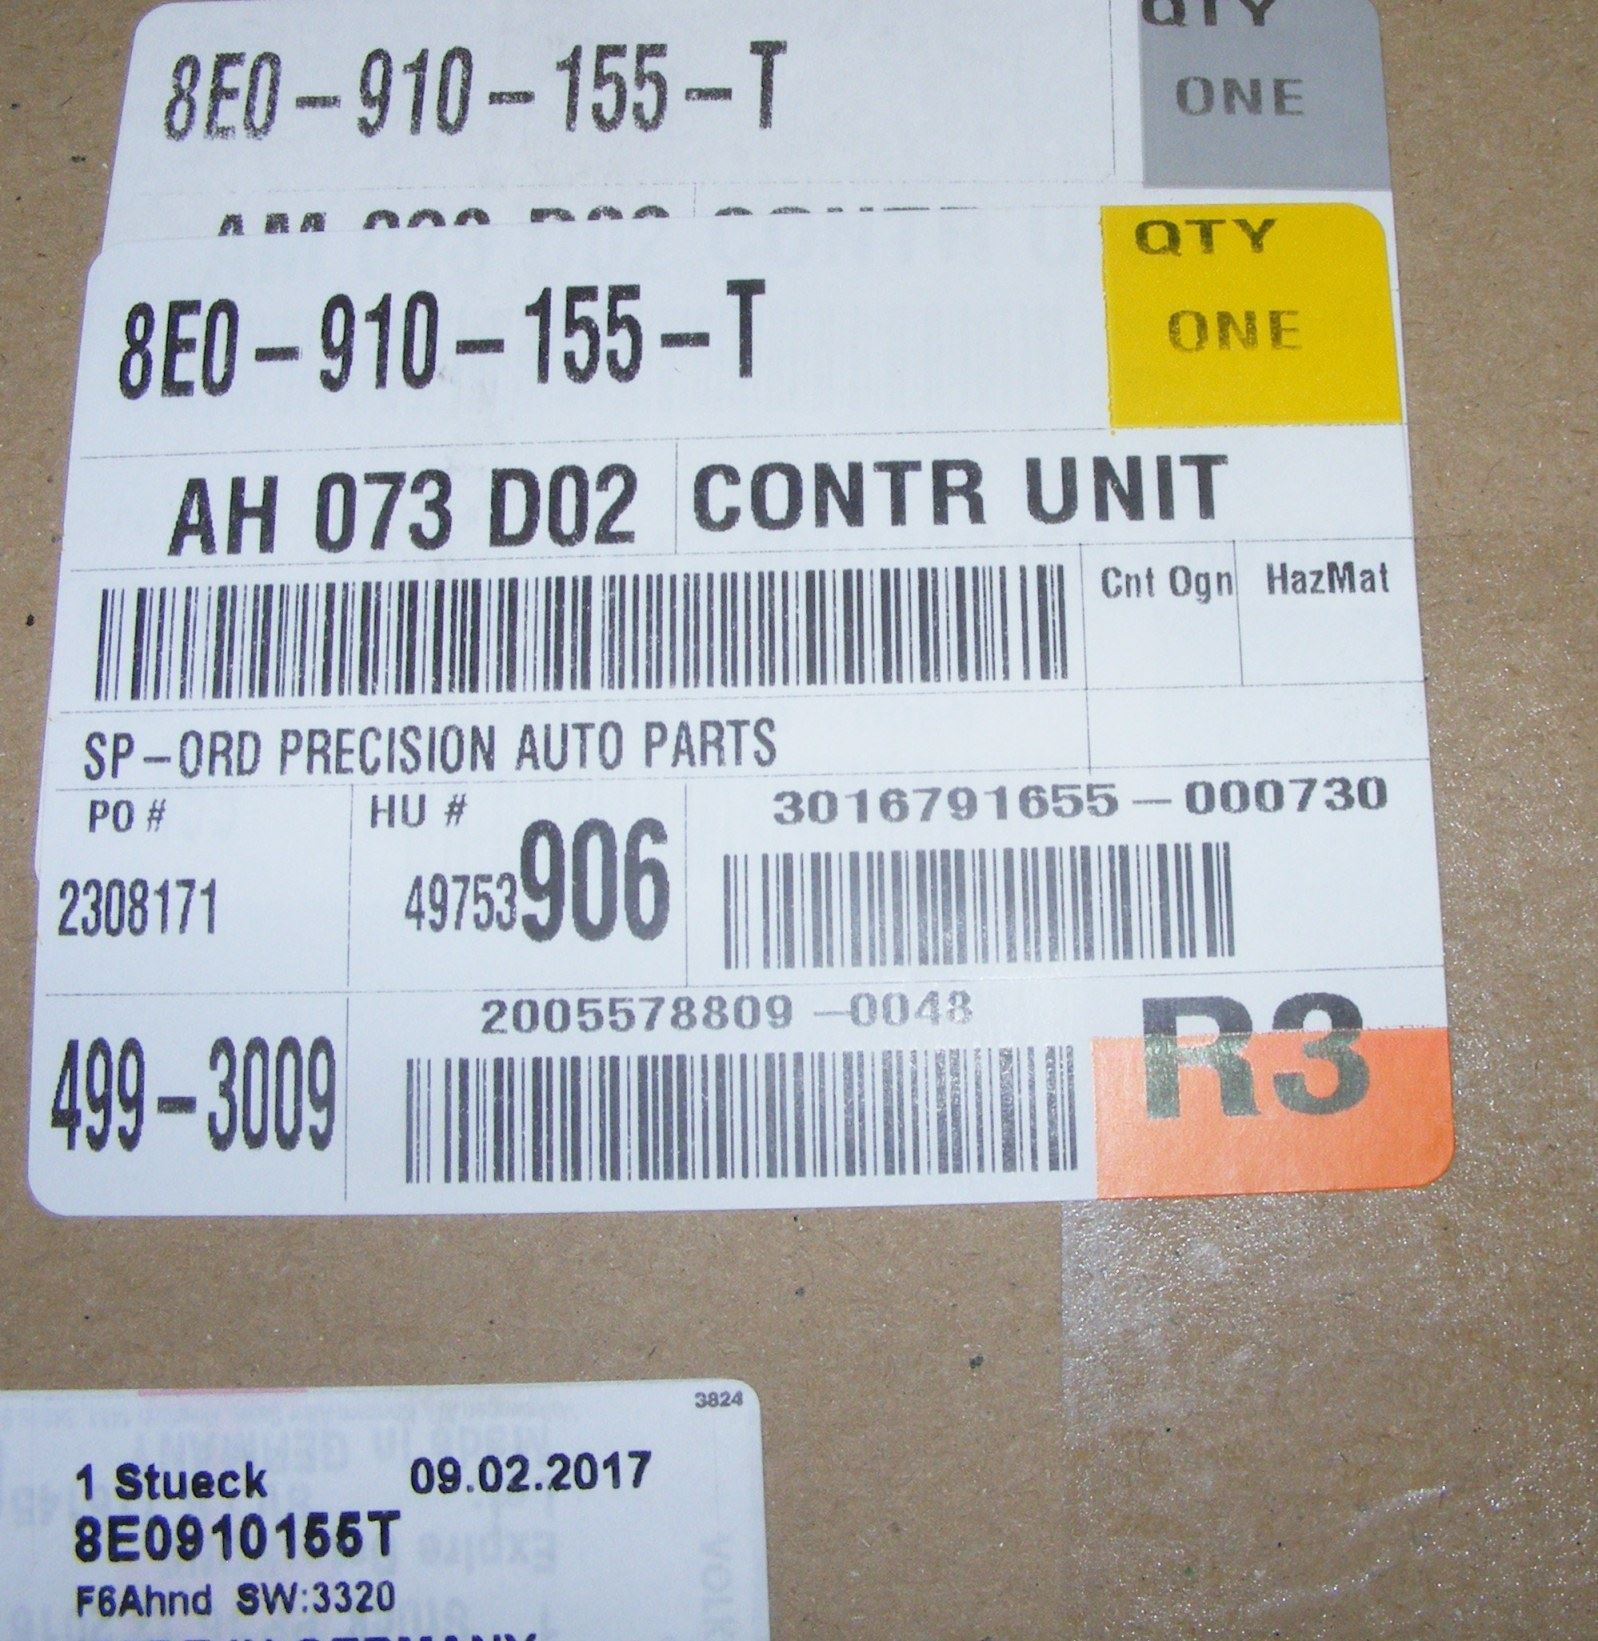 QTY
8E0-910-155-T
ONE
QTY
8E0-910-155-T
ONE
AH 073 D02 CONTR UNIT
Cnt Ogn HazMat
SP-ORD PRECISION AUTO PARTS
PO # HU # 3016791655-000730
2308171 49753906
2005578809-0048
499-3009 R3
3824
1 Stueck 09.02.2017
8E0910155T
F6Ahnd SW:3320
GERMANY